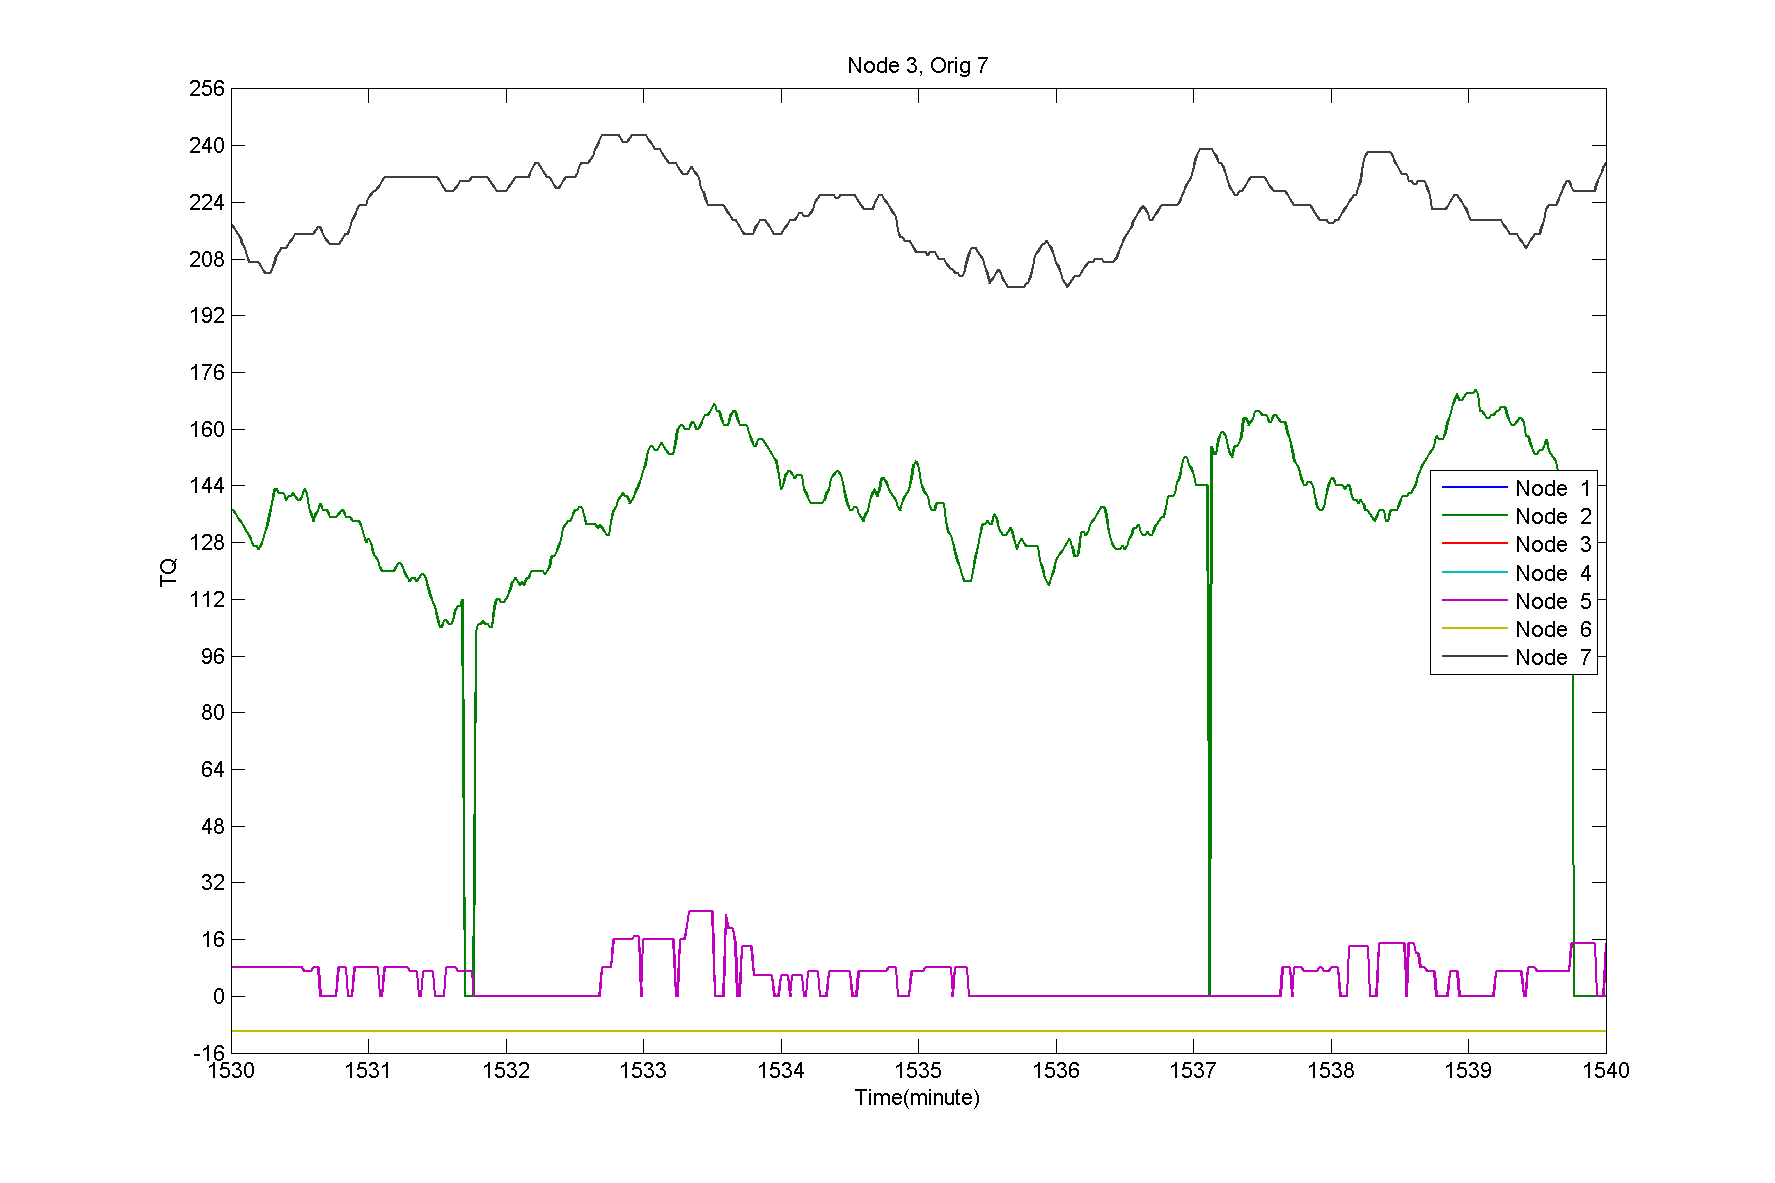 Node 3, Orig 7
256
240
224
208
192
176
160
144
128
112
96
80
64
48
32
16
0
-16
TQ
Node 1
Node 2
Node 3
Node 4
Node 5
Node 6
Node 7
1530 1531 1532 1533 1534 1535 1536 1537 1538 1539 1540
Time(minute)